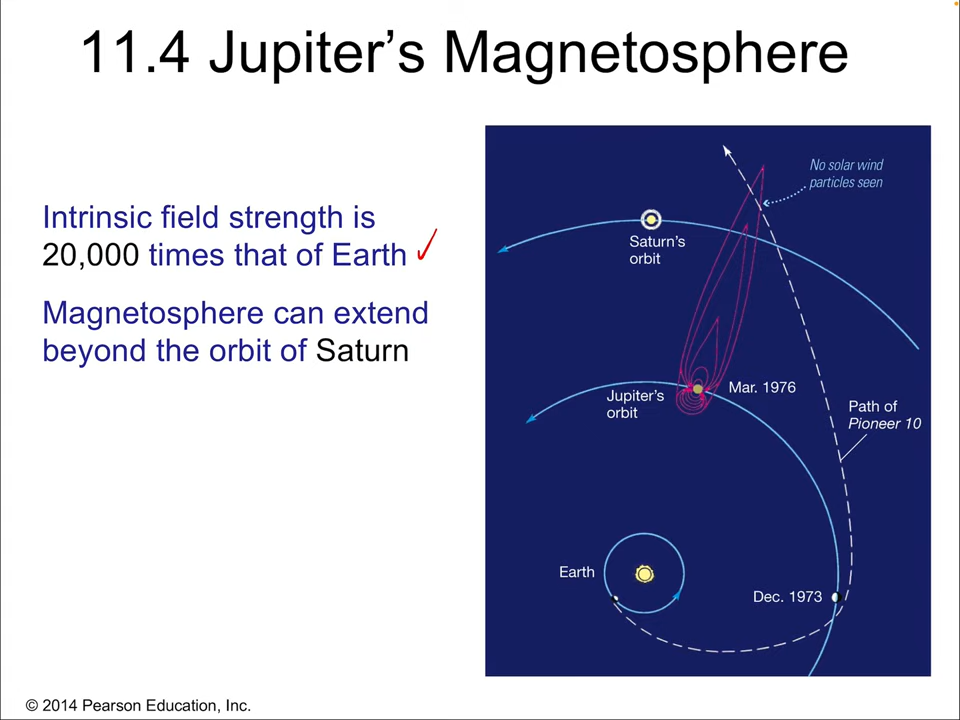 11.4 Jupiter’s Magnetosphere
Intrinsic field strength is
20,000 times that of Earth
Magnetosphere can extend
beyond the orbit of Saturn
No solar wind
particles seen
Saturn’s
orbit
Jupiter’s
orbit
Mar. 1976
Path of
Pioneer 10
Earth
Dec. 1973
© 2014 Pearson Education, Inc.